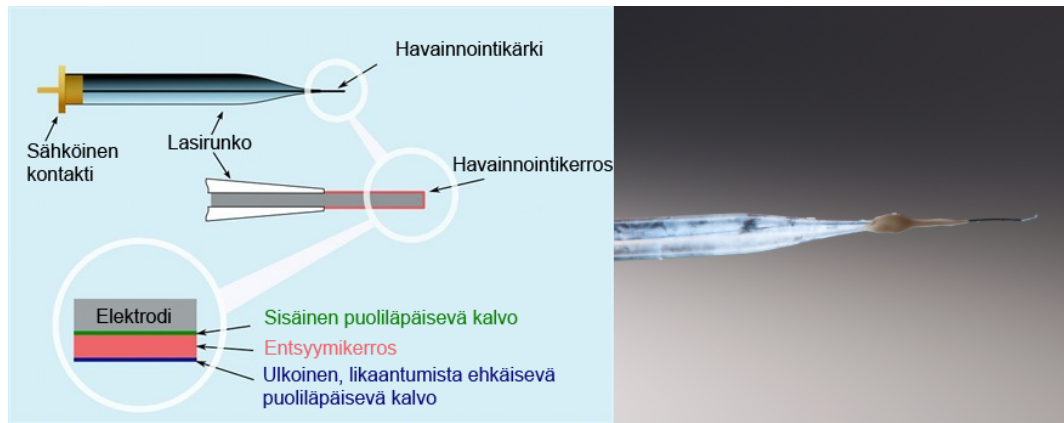 Havainnointikärki
Sähköinen
kontakti
Lasirunko
Havainnointikerros
Elektrodi
Sisäinen puoliläpäisevä kalvo
Entsyymikerros
Ulkoinen, likaantumista ehkäisevä
puoliläpäisevä kalvo